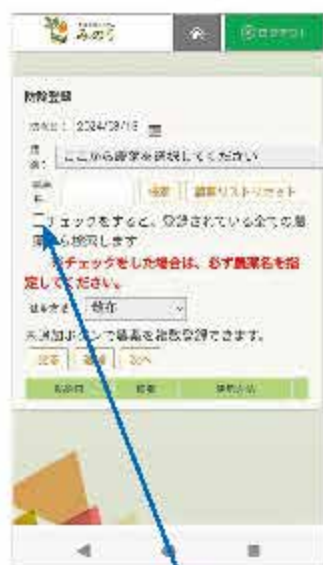 みのり
ログアウト
防除登録
2024/09/18
ここから農薬を選択してください
検索 農薬リストリセット
チェックをすると、登録されている全ての農
薬から検索します
チェックをした場合は、必ず農薬名を指
定してください。
散布
※追加ボタンで農薬を複数登録できます。
追加 次へ